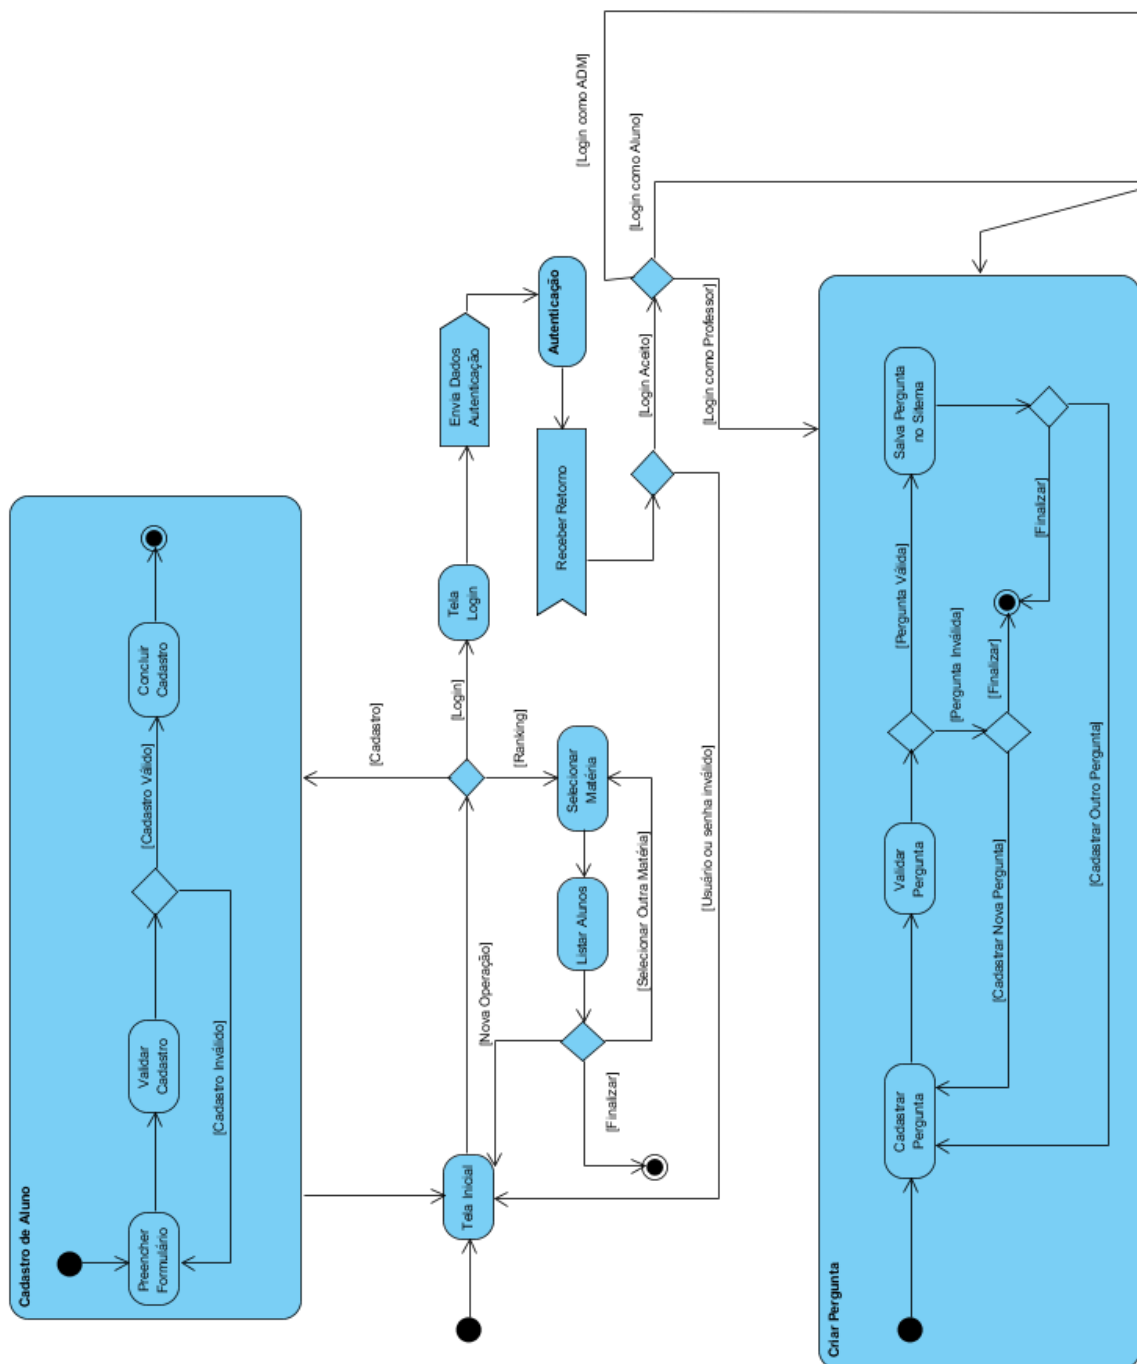 Cadastro de Aluno
Preencher
Formulário
Validar
Cadastro
[Cadastro Inválido]
[Cadastro Válido]
Concluir
Cadastro
Tela Inicial
[Nova Operação]
[Cadastro]
[Login]
[Ranking]
Tela
Login
Envia Dados
Autenticação
Autenticação
Receber Retorno
Selecionar
Matéria
Listar Alunos
[Selecionar Outra Matéria]
[Finalizar]
[Usuário ou senha inválido]
[Login Aceito]
[Login como ADM]
[Login como Aluno]
[Login como Professor]
Criar Pergunta
Cadastrar
Pergunta
Validar
Pergunta
[Pergunta Válida]
[Pergunta Inválida]
[Finalizar]
[Cadastrar Nova Pergunta]
Salva Pergunta
no Sitema
[Finalizar]
[Cadastrar Outro Pergunta]